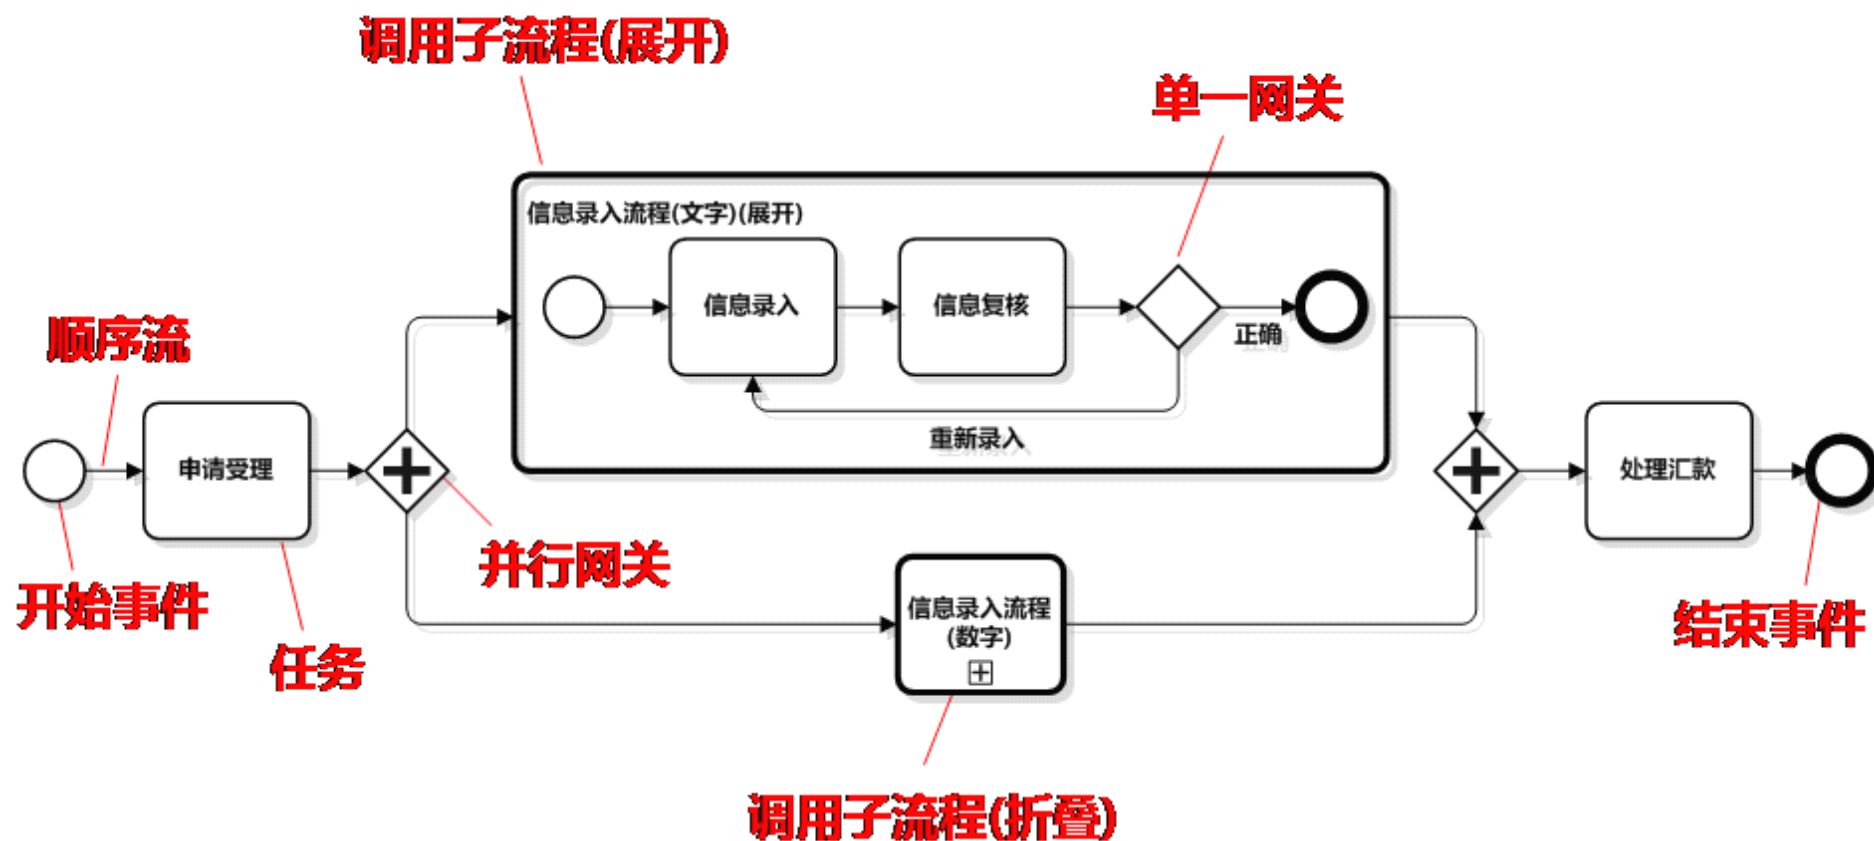 调用子流程(展开)
单一网关
信息录入流程(文字)(展开)
信息录入
信息复核
正确
重新录入
顺序流
申请受理
处理汇款
并行网关
开始事件
任务
信息录入流程
(数字)
结束事件
调用子流程(折叠)